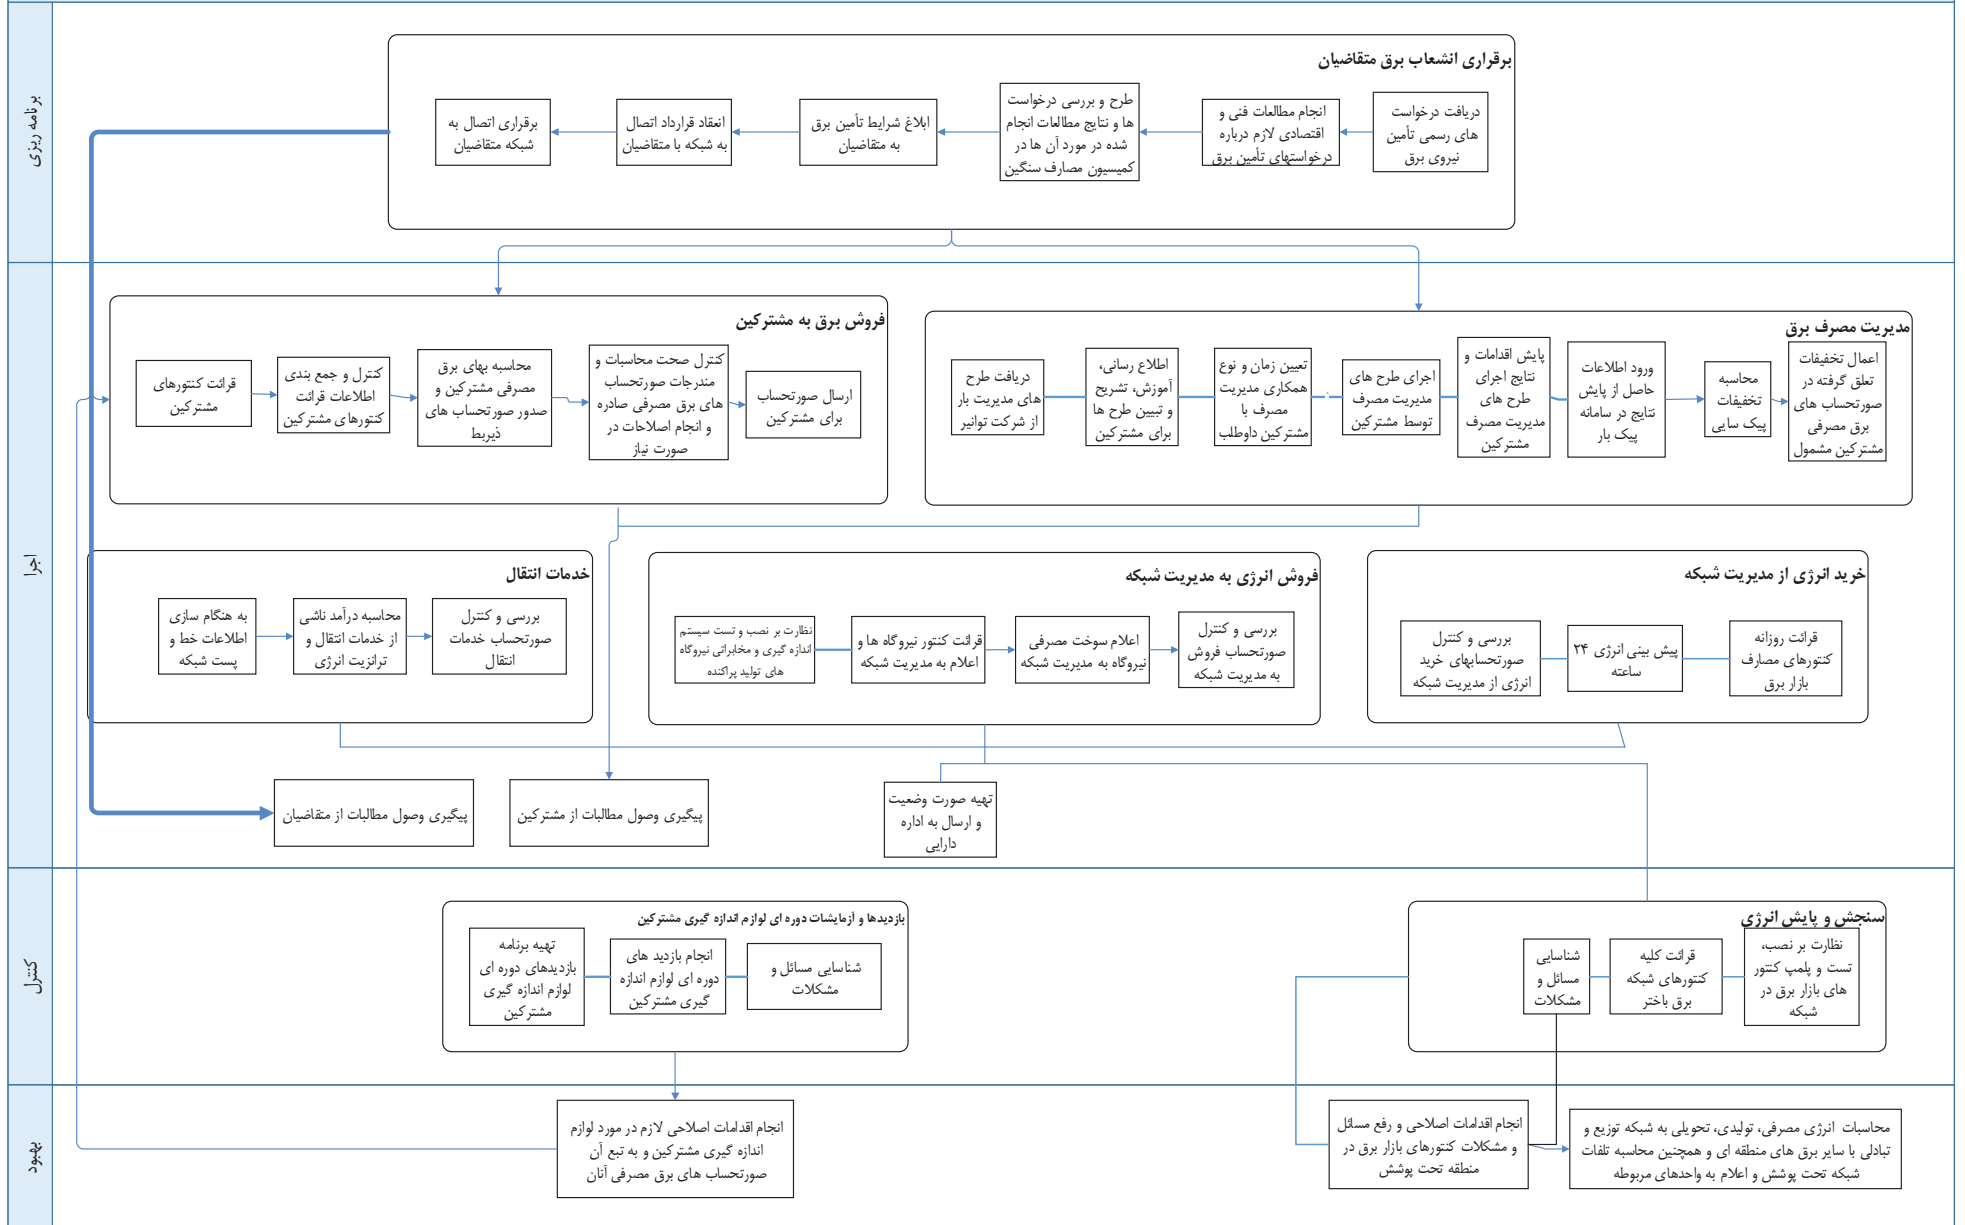 برنامه ریزی
برقراری انشعاب برق متقاضیان
دریافت درخواست
های رسمی تأمین
نیروی برق
انجام مطالعات فنی و
اقتصادی لازم درباره
درخواستهای تأمین برق
طرح و بررسی درخواست
ها و نتایج مطالعات انجام
شده در مورد آن ها در
کمیسیون مصارف سنگین
ابلاغ شرایط تأمین برق
به متقاضیان
انعقاد قرارداد اتصال
به شبکه با متقاضیان
برقراری اتصال به
شبکه متقاضیان
اجرا
مدیریت مصرف برق
دریافت طرح
های مدیریت بار
از شرکت توانیر
اطلاع رسانی،
آموزش، تشریح
و تبیین طرح ها
برای مشترکین
تعیین زمان و نوع
همکاری مدیریت
مصرف با
مشترکین داوطلب
اجرای طرح های
مدیریت مصرف
توسط مشترکین
پایش اقدامات و
نتایج اجرای
طرح های
مدیریت مصرف
مشترکین
ورود اطلاعات
حاصل از پایش
نتایج در سامانه
پیک بار
محاسبه
تخفیفات
پیک سایی
اعمال تخفیفات
تعلق گرفته در
صورتحساب های
برق مصرفی
مشترکین مشمول
فروش برق به مشترکین
قرائت کنتورهای
مشترکین
کنترل و جمع بندی
اطلاعات قرائت
کنتورهای مشترکین
محاسبه بهای برق
مصرفی مشترکین و
صدور صورتحساب های
ذیربط
کنترل صحت محاسبات و
مندرجات صورتحساب
های برق مصرفی صادره
و انجام اصلاحات در
صورت نیاز
ارسال صورتحساب
برای مشترکین
خرید انرژی از مدیریت شبکه
قرائت روزانه
کنتورهای مصارف
بازار برق
پیش بینی انرژی ۲۴
ساعته
بررسی و کنترل
صورتحسابهای خرید
انرژی از مدیریت شبکه
فروش انرژی به مدیریت شبکه
نظارت بر نصب و تست سیستم
اندازه گیری و مخابراتی نیروگاه
های تولید پراکنده
قرائت کنتور نیروگاه ها و
اعلام به مدیریت شبکه
اعلام سوخت مصرفی
نیروگاه به مدیریت شبکه
بررسی و کنترل
صورتحساب فروش
به مدیریت شبکه
خدمات انتقال
به هنگام سازی
اطلاعات خط و
پست شبکه
محاسبه درآمد ناشی
از خدمات انتقال و
ترانزیت انرژی
بررسی و کنترل
صورتحساب خدمات
انتقال
تهیه صورت وضعیت
و ارسال به اداره
دارایی
پیگیری وصول مطالبات از مشترکین
پیگیری وصول مطالبات از متقاضیان
کنترل
سنجش و پایش انرژی
نظارت بر نصب،
تست و پلمپ کنتور
های بازار برق در
شبکه
قرائت کلیه
کنتورهای شبکه
برق باختر
شناسایی
مسائل و
مشکلات
بازدیدها و آزمایشات دوره ای لوازم اندازه گیری مشترکین
تهیه برنامه
بازدیدهای دوره ای
لوازم اندازه گیری
مشترکین
انجام بازدید های
دوره ای لوازم اندازه
گیری مشترکین
شناسایی مسائل و
مشکلات
بهبود
انجام اقدامات اصلاحی لازم در مورد لوازم
اندازه گیری مشترکین و به تبع آن
صورتحساب های برق مصرفی آنان
انجام اقدامات اصلاحی و رفع مسائل
و مشکلات کنتورهای بازار برق در
منطقه تحت پوشش
محاسبات انرژی مصرفی، تولیدی، تحویلی به شبکه توزیع و
تبادلی با سایر برق های منطقه ای و همچنین محاسبه تلفات
شبکه تحت پوشش و اعلام به واحدهای مربوطه